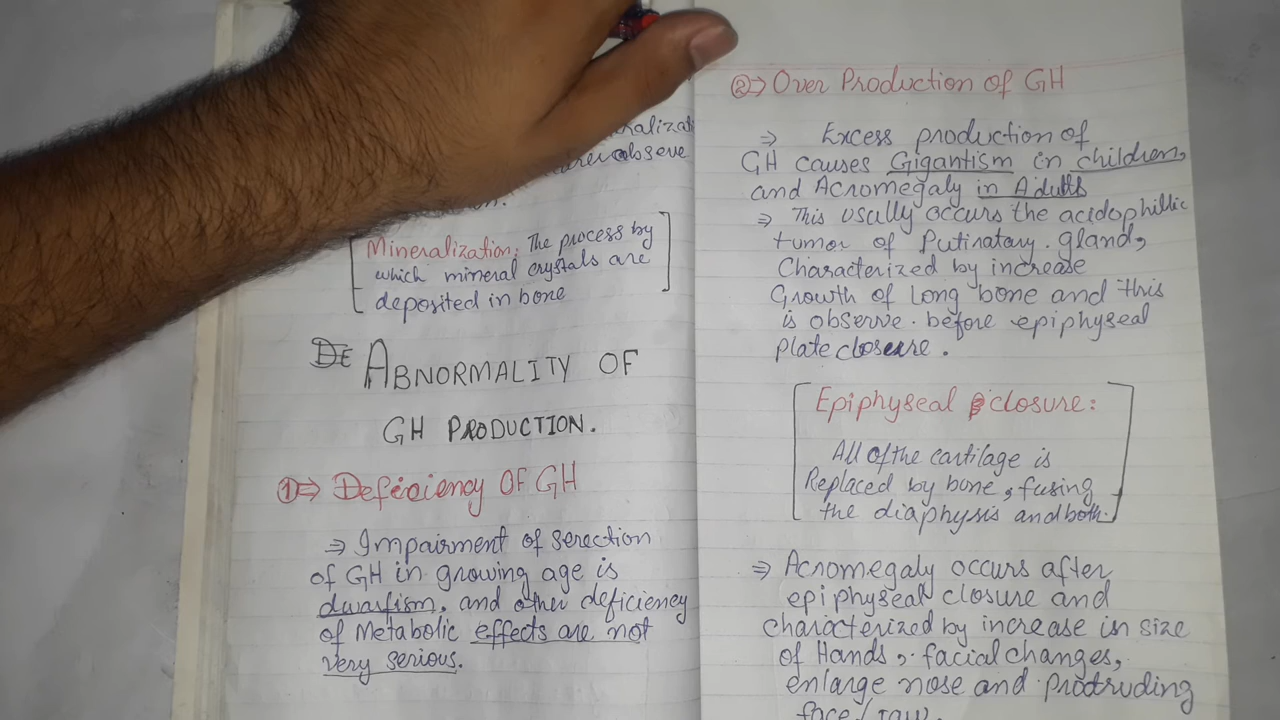 observe
Mineralization: The process by
which mineral crystals are
deposited in bone
ABNORMALITY OF
GH PRODUCTION.
①⇒ Deficiency OF GH
⇒ Impairment of serection
of GH in growing age is
dwarfism, and other deficiency
of Metabolic effects are not
very serious.
②⇒ Over Production of GH
⇒ Excess production of
GH causes Gigantism in children,
and Acromegaly in Adults
⇒ This usally occurs the acidophillic
tumor of Putinatary. gland,
Characterized by increase
Growth of long bone and this
is observe. before epiphyseal
plate closure.
Epiphyseal closure:
All of the cartilage is
Replaced by bone, fusing
the diaphysis and both.
⇒ Acromegaly occurs after
epiphyseal closure and
characterized by increase in size
of Hands, facial changes,
enlarge nose and protruding
face / Jaw.